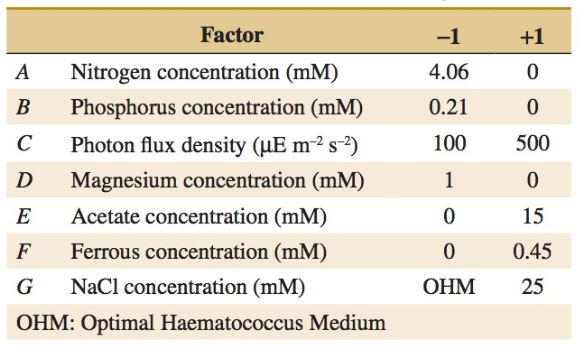 Factor –1 +1
A Nitrogen concentration (mM) 4.06 0
B Phosphorus concentration (mM) 0.21 0
C Photon flux density (μE m⁻² s⁻²) 100 500
D Magnesium concentration (mM) 1 0
E Acetate concentration (mM) 0 15
F Ferrous concentration (mM) 0 0.45
G NaCl concentration (mM) OHM 25
OHM: Optimal Haematococcus Medium